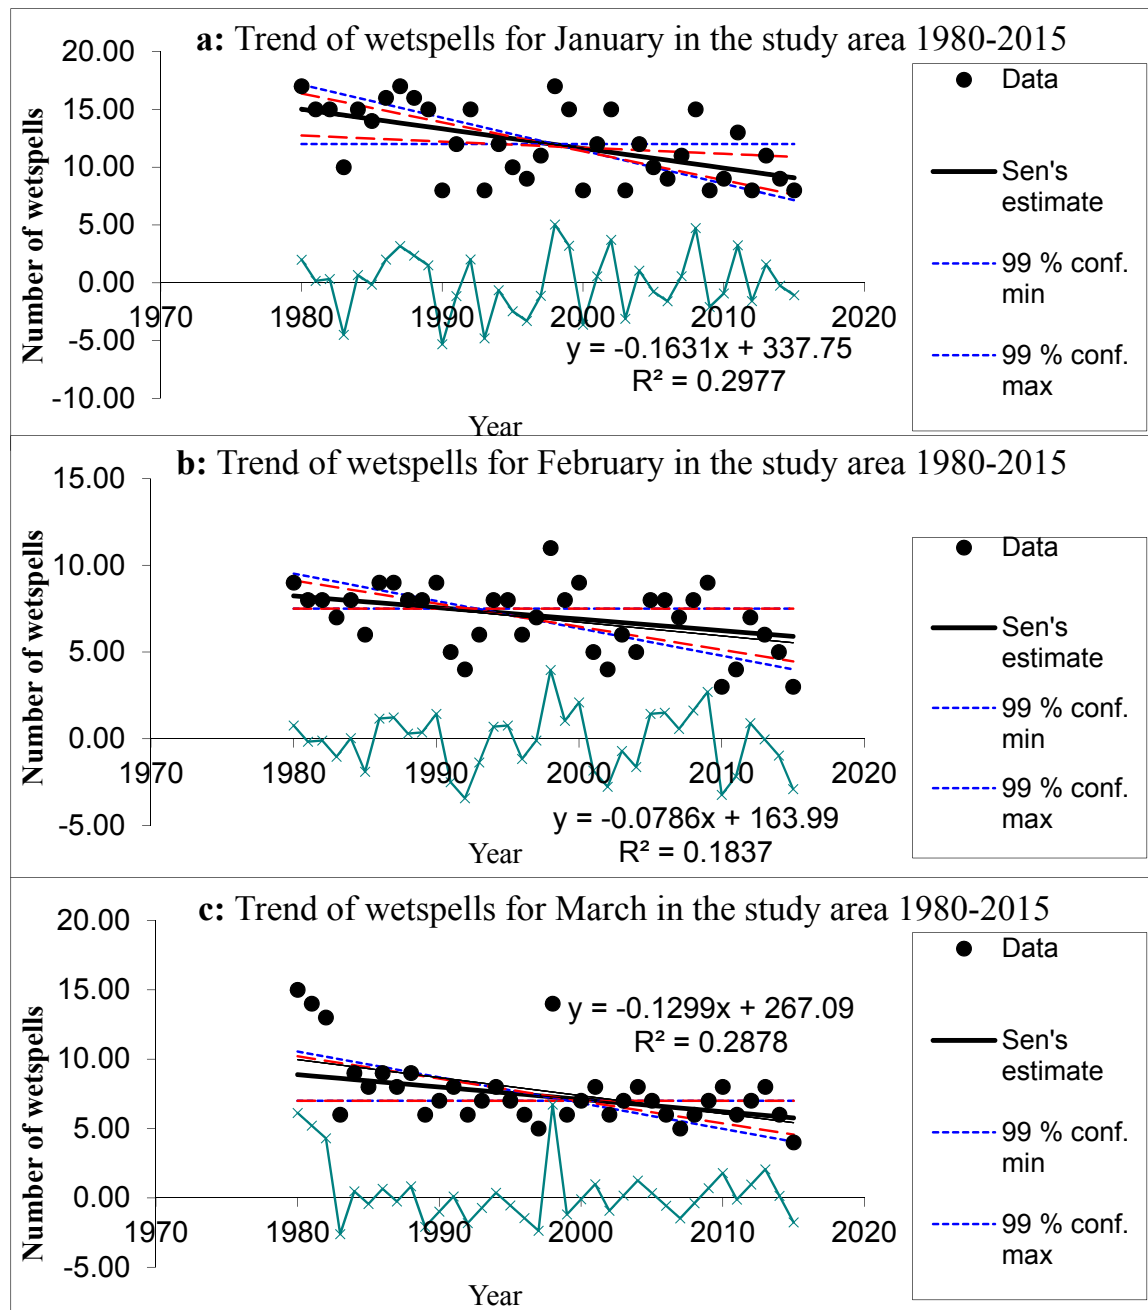 a: Trend of wetspells for January in the study area 1980-2015
20.00
15.00
10.00
5.00
0.00
-5.00
-10.00
Number of wetspells
1970
1980
1990
2000
2010
2020
y = -0.1631x + 337.75
R² = 0.2977
Year
Data
Sen's
estimate
99 % conf.
min
99 % conf.
max
b: Trend of wetspells for February in the study area 1980-2015
15.00
10.00
5.00
0.00
-5.00
Number of wetspells
1970
1980
1990
2000
2010
2020
y = -0.0786x + 163.99
R² = 0.1837
Year
Data
Sen's
estimate
99 % conf.
min
99 % conf.
max
c: Trend of wetspells for March in the study area 1980-2015
20.00
15.00
10.00
5.00
0.00
-5.00
Number of wetspells
y = -0.1299x + 267.09
R² = 0.2878
1970
1980
1990
2000
2010
2020
Year
Data
Sen's
estimate
99 % conf.
min
99 % conf.
max